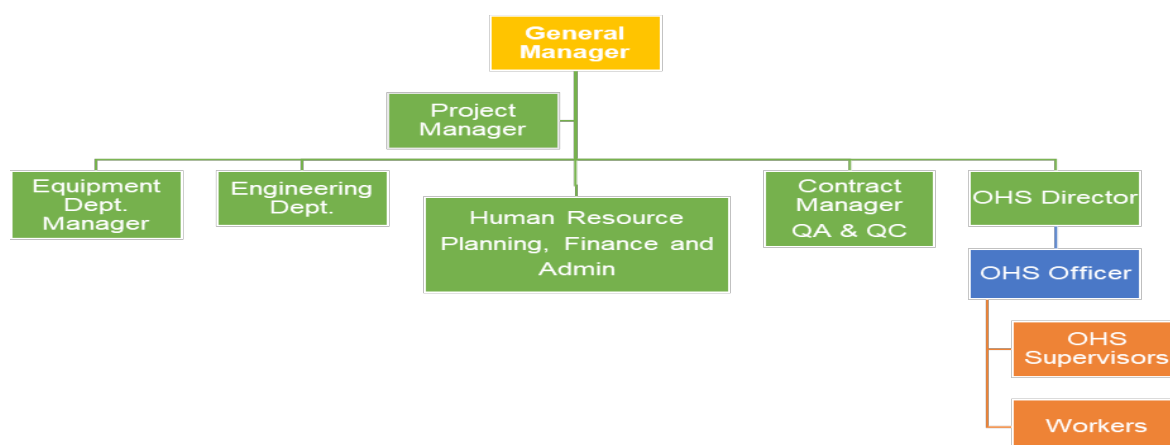 General
Manager
Project
Manager
Equipment
Dept.
Manager
Engineering
Dept.
Human Resource
Planning, Finance and
Admin
Contract
Manager
QA & QC
OHS Director
OHS Officer
OHS
Supervisors
Workers